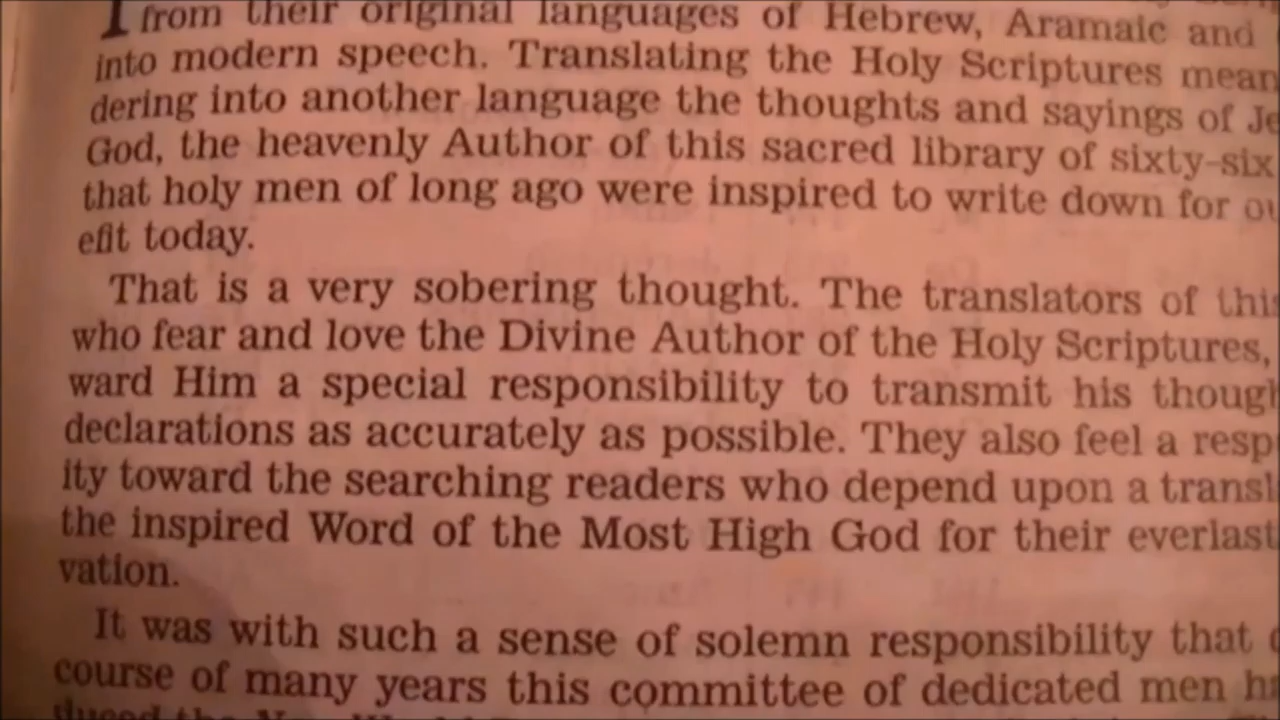 from their original languages of Hebrew, Aramaic and
into modern speech. Translating the Holy Scriptures mean
dering into another language the thoughts and sayings of Je
God, the heavenly Author of this sacred library of sixty-six
that holy men of long ago were inspired to write down for ou
efit today.
That is a very sobering thought. The translators of this
who fear and love the Divine Author of the Holy Scriptures,
ward Him a special responsibility to transmit his though
declarations as accurately as possible. They also feel a resp
ity toward the searching readers who depend upon a transl
the inspired Word of the Most High God for their everlast
vation.
It was with such a sense of solemn responsibility that
course of many years this committee of dedicated men ha
duced the New World